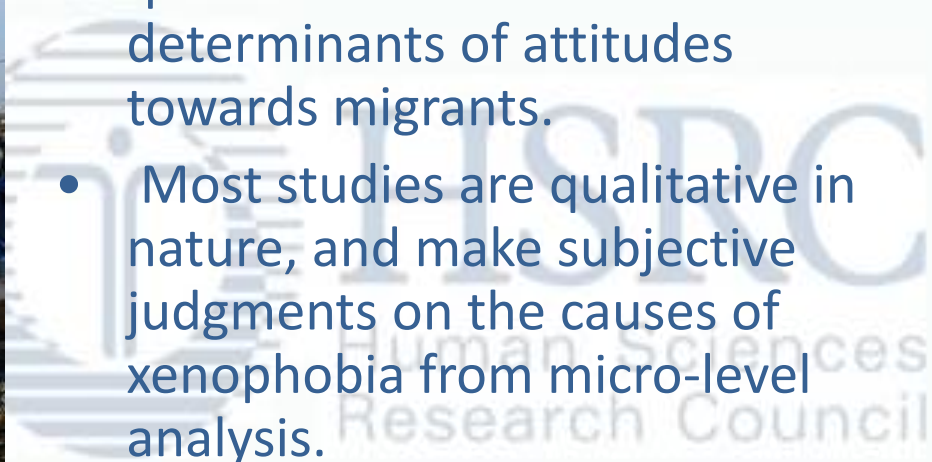 determinants of attitudes
towards migrants.
• Most studies are qualitative in
nature, and make subjective
judgments on the causes of
xenophobia from micro-level
analysis.
HSRC
Human Sciences
Research Council